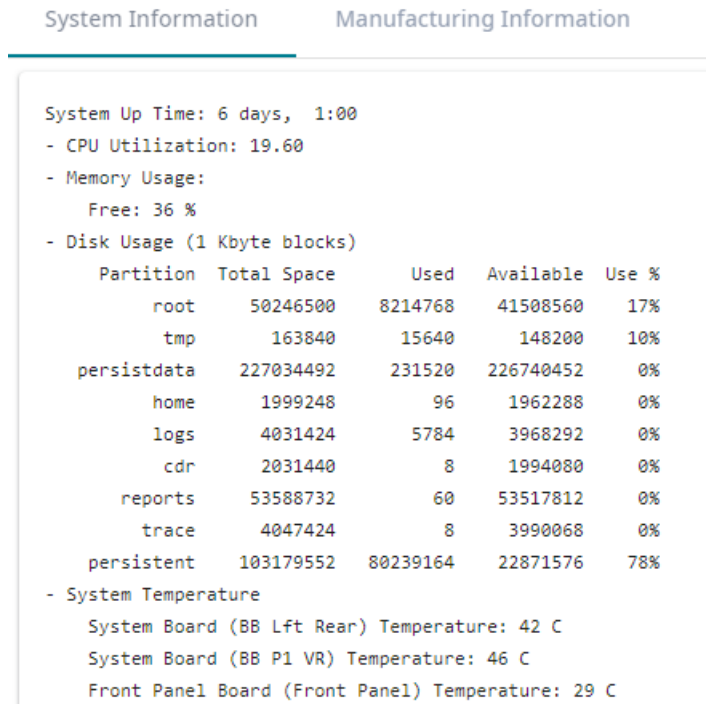 System Information    Manufacturing Information
System Up Time: 6 days,  1:00
- CPU Utilization: 19.60
- Memory Usage:
    Free: 36 %
- Disk Usage (1 Kbyte blocks)
     Partition  Total Space       Used   Available  Use %
          root     50246500    8214768    41508560    17%
           tmp       163840      15640      148200    10%
   persistdata    227034492     231520   226740452     0%
          home      1999248         96     1962288     0%
          logs      4031424       5784     3968292     0%
           cdr      2031440          8     1994080     0%
       reports     53588732         60    53517812     0%
         trace      4047424          8     3990068     0%
    persistent    103179552   80239164    22871576    78%
- System Temperature
    System Board (BB Lft Rear) Temperature: 42 C
    System Board (BB P1 VR) Temperature: 46 C
    Front Panel Board (Front Panel) Temperature: 29 C